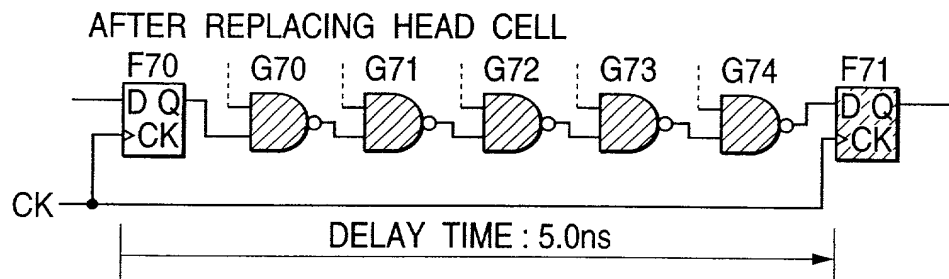 AFTER REPLACING HEAD CELL
F70 G70 G71 G72 G73 G74 F71
D Q D Q
CK CK
CK
DELAY TIME : 5.0ns